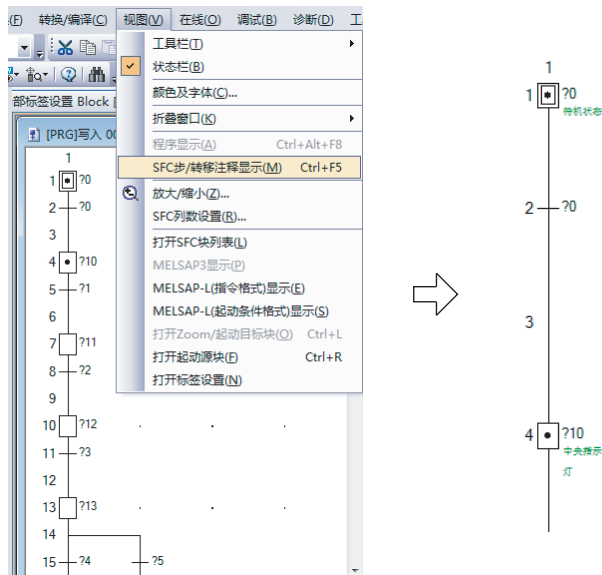 (F) 转换/编译(C) 视图(V) 在线(O) 调试(B) 诊断(D) 工
部标签设置 Block [
[PRG]写入 00
工具栏(T)
状态栏(B)
颜色及字体(C)...
折叠窗口(K)
程序显示(A) Ctrl+Alt+F8
SFC步/转移注释显示(M) Ctrl+F5
放大/缩小(Z)...
SFC列数设置(R)...
打开SFC块列表(L)
MELSAP3显示(P)
MELSAP-L(指令格式)显示(E)
MELSAP-L(起动条件格式)显示(S)
打开Zoom/起动目标块(O) Ctrl+L
打开起动源块(F) Ctrl+R
打开标签设置(N)
1
1 ?0
2 ?0
3
4 ?10
5 ?1
6
7 ?11
8 ?2
9
10 ?12
11 ?3
12
13 ?13
14
15 ?4 ?5
1
1 ?0
待机状态
2 ?0
3
4 ?10
中央指示
灯